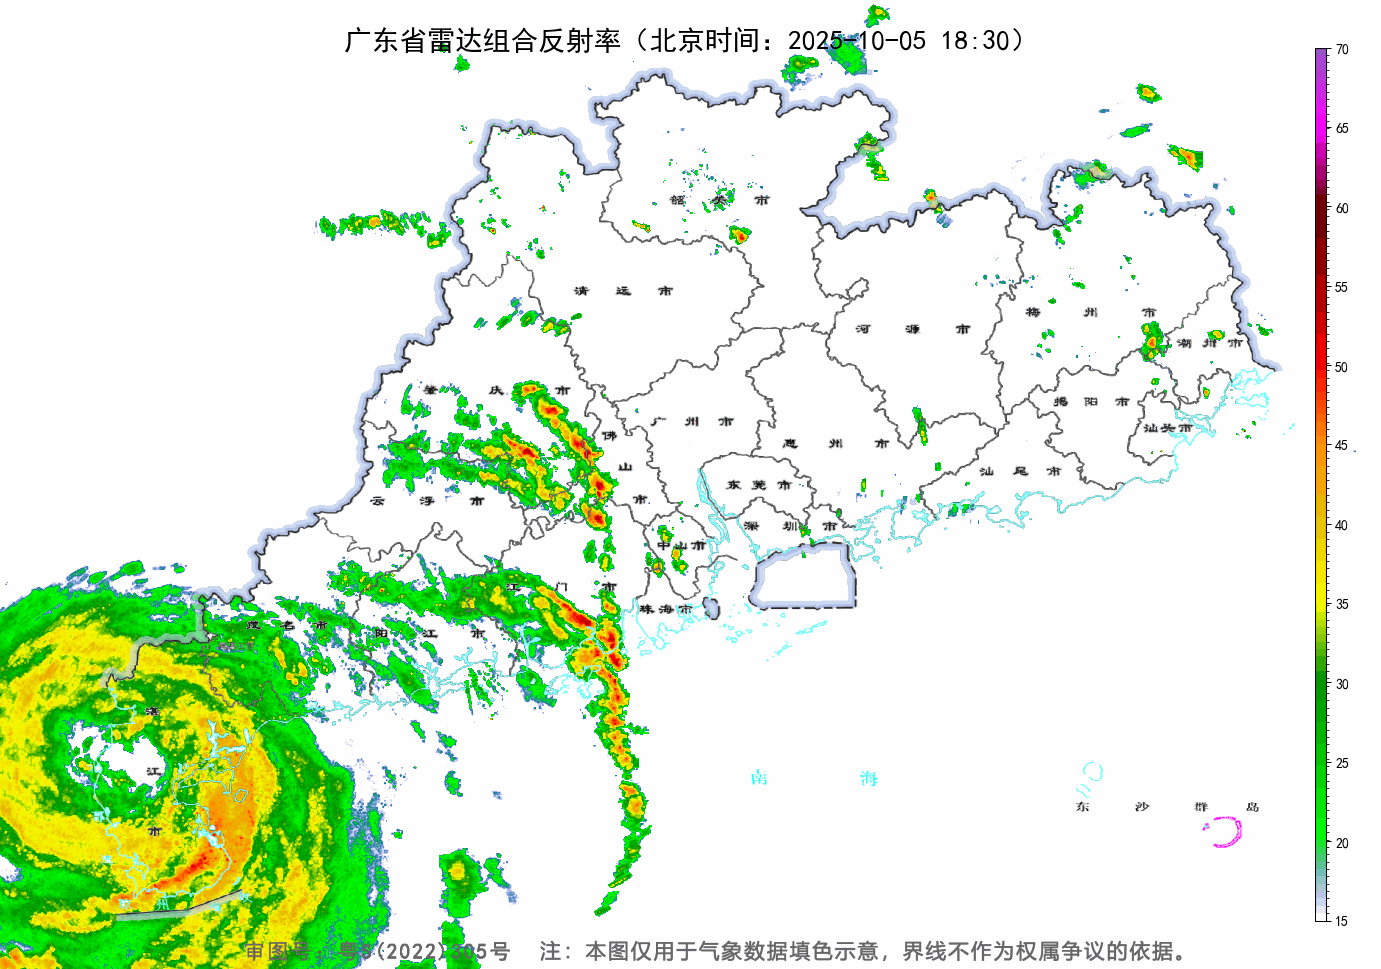 广东省雷达组合反射率（北京时间：2025-10-05 18:30）
70
65
60
55
50
45
40
35
30
25
20
15
韶关市
清远市
河源市
梅州市
潮州市
肇庆市
广州市
揭阳市
汕头市
佛山市
惠州市
汕尾市
东莞市
云浮市
深圳市
中山市
江门市
珠海市
茂名市
阳江市
湛江市
南海
东沙群岛
审图号：粤S(2022)305号 注：本图仅用于气象数据填色示意，界线不作为权属争议的依据。